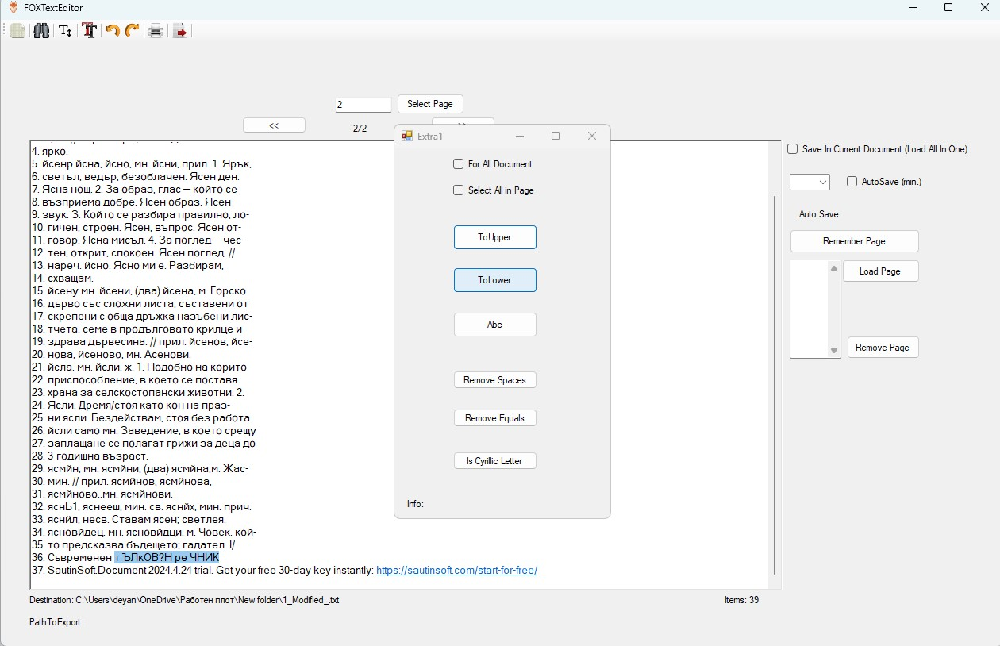 FOXTextEditor
2
Select Page
<<
2/2
Extra1
For All Document
Select All in Page
ToUpper
ToLower
Abc
Remove Spaces
Remove Equals
Is Cyrillic Letter
Info:
4. ярко.
5. йсенр йсна, йсно, мн. йсни, прил. 1. Ярък,
6. светъл, ведър, безоблачен. Ясен ден.
7. Ясна нощ. 2. За образ, глас — който се
8. възприема добре. Ясен образ. Ясен
9. звук. 3. Който се разбира правилно; ло-
10. гичен, строен. Ясен, въпрос. Ясен от-
11. говор. Ясна мисъл. 4. За поглед — чес-
12. тен, открит, спокоен. Ясен поглед. //
13. нареч. йсно. Ясно ми е. Разбирам,
14. схващам.
15. йсену мн. йсени, (два) йсена, м. Горско
16. дърво със сложни листа, съставени от
17. скрепени с обща дръжка назъбени лис-
18. тчета, семе в продълговато крилце и
19. здрава дървесина. // прил. йсенов, йсе-
20. нова, йсеново, мн. Асенови.
21. йсла, мн. йсли, ж. 1. Подобно на корито
22. приспособление, в което се поставя
23. храна за селскостопански животни. 2.
24. Ясли. Дремя/стоя като кон на праз-
25. ни ясли. Бездействам, стоя без работа.
26. йсли само мн. Заведение, в което срещу
27. заплащане се полагат грижи за деца до
28. 3-годишна възраст.
29. ясмйн, мн. ясмйни, (два) ясмйна,м. Жас-
30. мин. // прил. ясмйнов, ясмйнова,
31. ясмйново,.мн. ясмйнови.
32. яснЬ1, яснееш, мин. св. яснйх, мин. прич.
33. яснйл, несв. Ставам ясен; светлея.
34. ясновйдец, мн. ясновйдци, м. Човек, кой-
35. то предсказва бъдещето; гадател. I/
36. Сьвременен тЪЛкОВ?Н ре ЧНИК
37. SautinSoft.Document 2024.4.24 trial. Get your free 30-day key instantly: https://sautinsoft.com/start-for-free/
Save In Current Document (Load All In One)
AutoSave (min.)
Auto Save
Remember Page
Load Page
Remove Page
Destination: C:\Users\deyan\OneDrive\Работен плот\New folder\1_Modified_.txt
Items: 39
PathToExport: